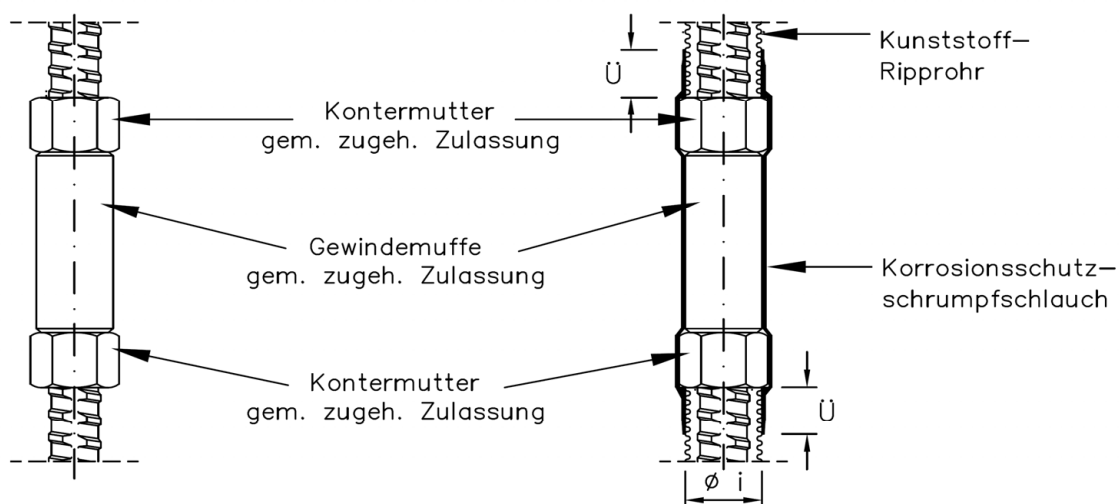 Kunststoff-
Ripprohr
Ü
Kontermutter
gem. zugeh. Zulassung
Gewindemuffe
gem. zugeh. Zulassung
Korrosionsschutz-
schrumpfschlauch
Kontermutter
gem. zugeh. Zulassung
Ü
ø i